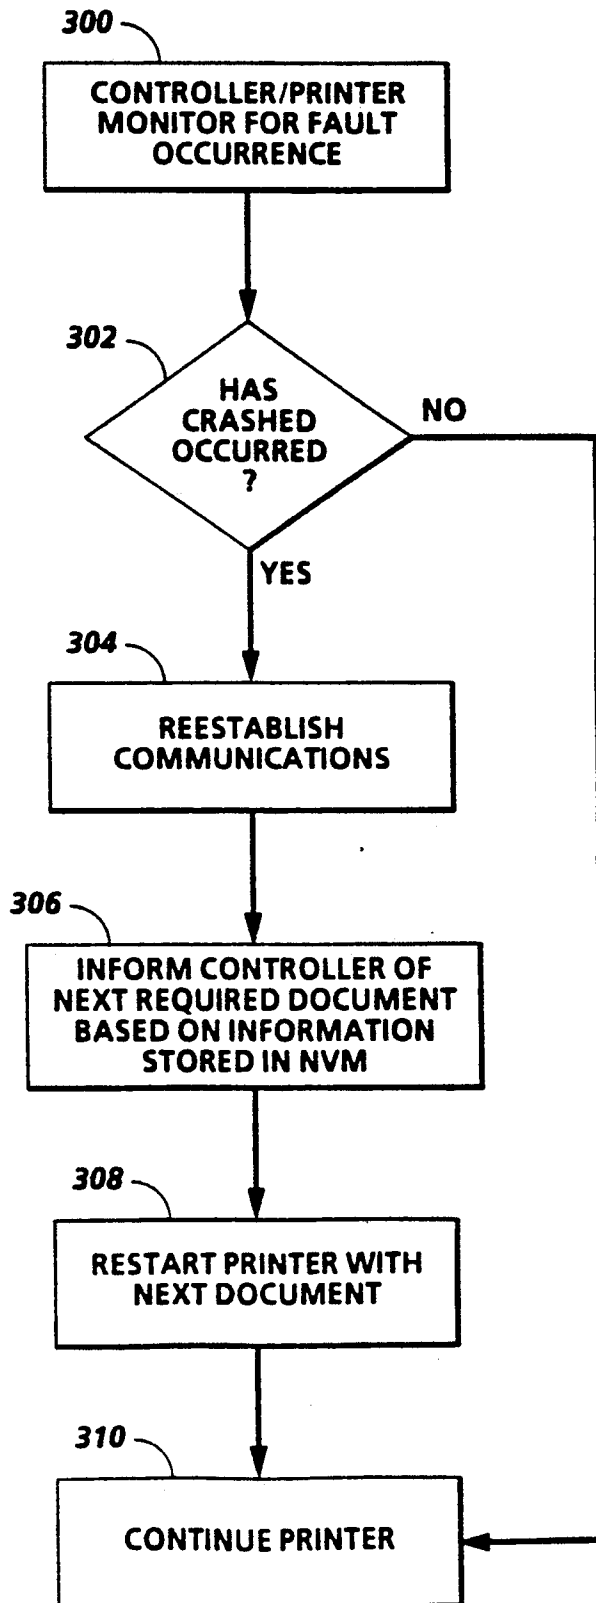 300
CONTROLLER/PRINTER
MONITOR FOR FAULT
OCCURRENCE
302
HAS
CRASHED
OCCURRED
?
NO
YES
304
REESTABLISH
COMMUNICATIONS
306
INFORM CONTROLLER OF
NEXT REQUIRED DOCUMENT
BASED ON INFORMATION
STORED IN NVM
308
RESTART PRINTER WITH
NEXT DOCUMENT
310
CONTINUE PRINTER